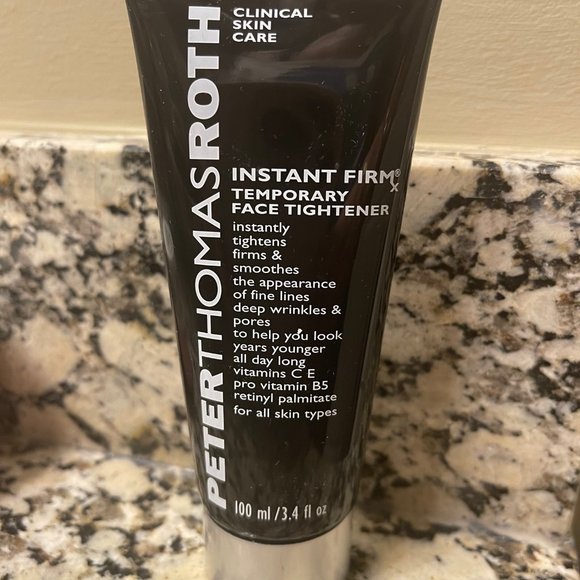 CLINICAL
SKIN
CARE
PETERTHOMASROTH
INSTANT FIRMx®
TEMPORARY
FACE TIGHTENER
instantly
tightens
firms &
smoothes
the appearance
of fine lines
deep wrinkles &
pores
to help you look
years younger
all day long
vitamins C E
pro vitamin B5
retinyl palmitate
for all skin types
100 ml /3.4 fl oz